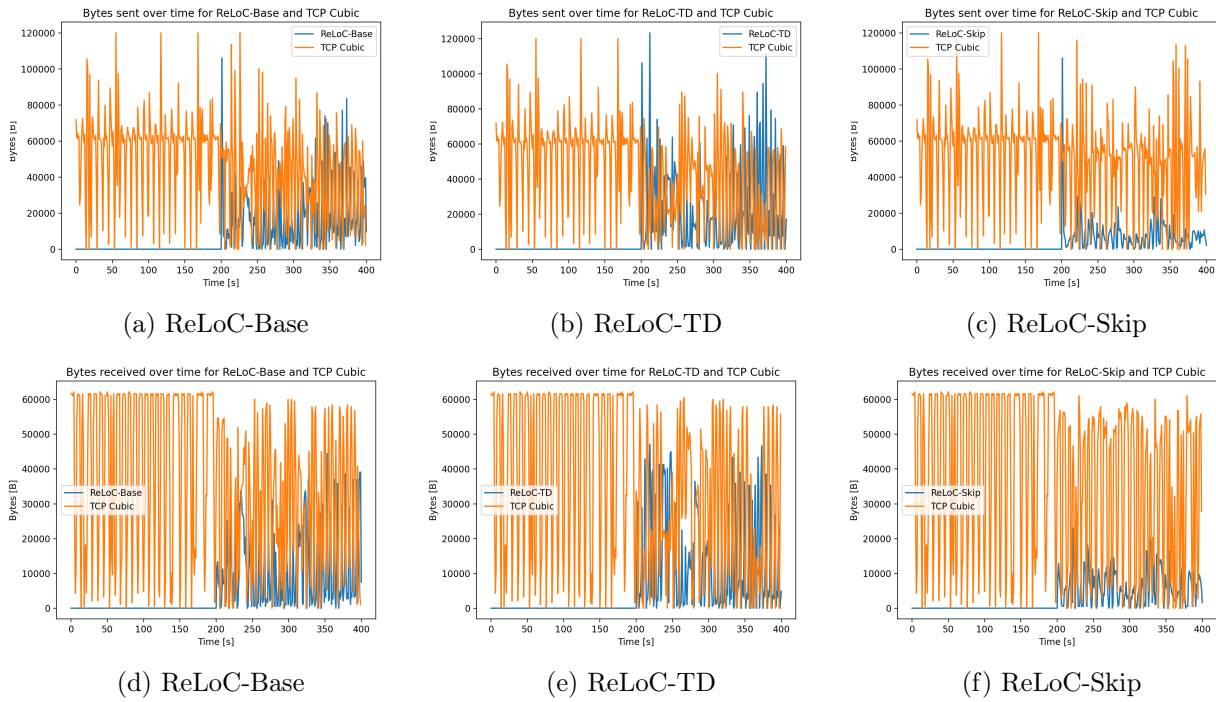 Bytes sent over time for ReLoC-Base and TCP Cubic
Bytes [B]
120000
100000
80000
60000
40000
20000
0
ReLoC-Base
TCP Cubic
0 50 100 150 200 250 300 350 400
Time [s]
(a) ReLoC-Base
Bytes sent over time for ReLoC-TD and TCP Cubic
Bytes [B]
120000
100000
80000
60000
40000
20000
0
ReLoC-TD
TCP Cubic
0 50 100 150 200 250 300 350 400
Time [s]
(b) ReLoC-TD
Bytes sent over time for ReLoC-Skip and TCP Cubic
Bytes [B]
120000
100000
80000
60000
40000
20000
0
ReLoC-Skip
TCP Cubic
0 50 100 150 200 250 300 350 400
Time [s]
(c) ReLoC-Skip
Bytes received over time for ReLoC-Base and TCP Cubic
Bytes [B]
60000
50000
40000
30000
20000
10000
0
ReLoC-Base
TCP Cubic
0 50 100 150 200 250 300 350 400
Time [s]
(d) ReLoC-Base
Bytes received over time for ReLoC-TD and TCP Cubic
Bytes [B]
60000
50000
40000
30000
20000
10000
0
ReLoC-TD
TCP Cubic
0 50 100 150 200 250 300 350 400
Time [s]
(e) ReLoC-TD
Bytes received over time for ReLoC-Skip and TCP Cubic
Bytes [B]
60000
50000
40000
30000
20000
10000
0
ReLoC-Skip
TCP Cubic
0 50 100 150 200 250 300 350 400
Time [s]
(f) ReLoC-Skip